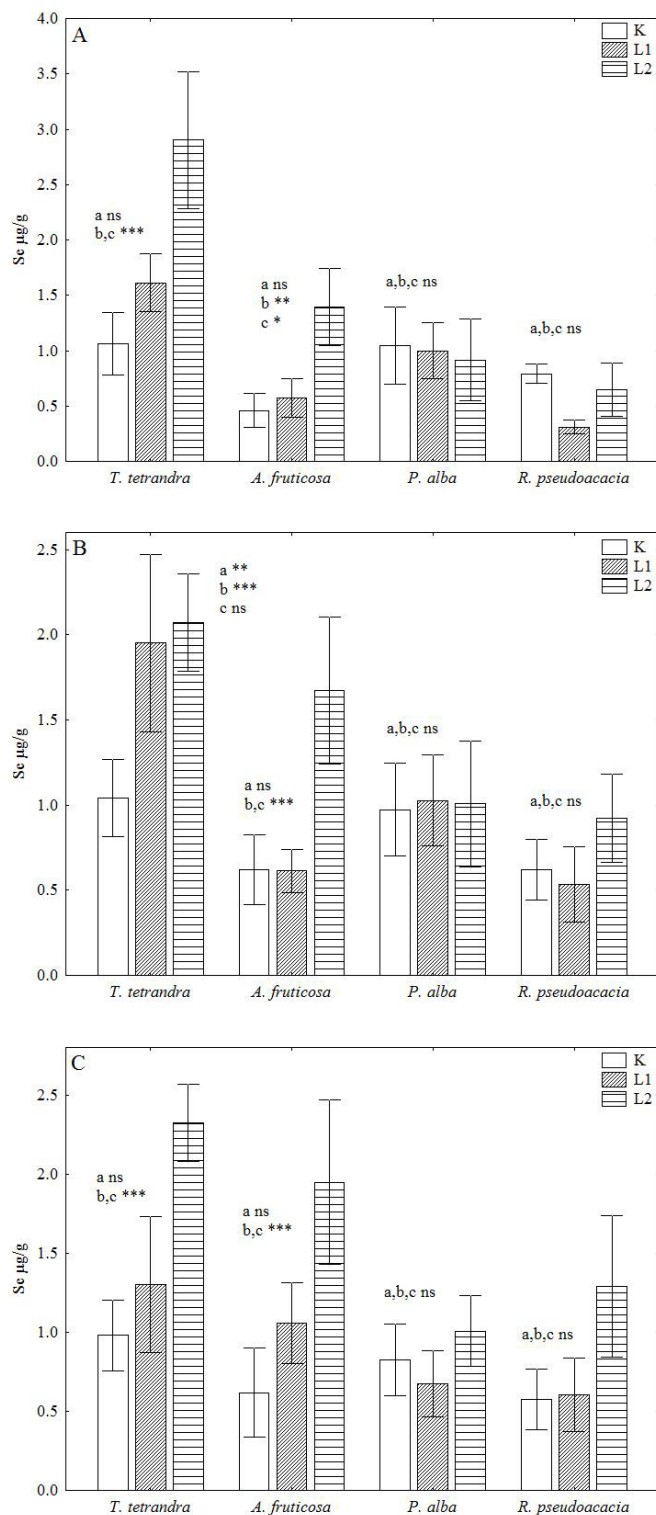 A
K
L1
L2
4.0
3.5
3.0
2.5
2.0
1.5
1.0
0.5
0.0
Se µg/g
a ns
b,c ***
a ns
b **
c *
a,b,c ns
a,b,c ns
T. tetrandra A. fruticosa P. alba R. pseudoacacia
B
K
L1
L2
2.5
2.0
1.5
1.0
0.5
0.0
Se µg/g
a **
b ***
c ns
a ns
b,c ***
a,b,c ns
a,b,c ns
T. tetrandra A. fruticosa P. alba R. pseudoacacia
C
K
L1
L2
2.5
2.0
1.5
1.0
0.5
0.0
Se µg/g
a ns
b,c ***
a ns
b,c ***
a,b,c ns
a,b,c ns
T. tetrandra A. fruticosa P. alba R. pseudoacacia